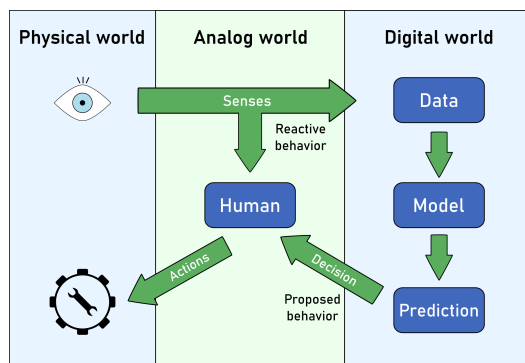 Physical world
Analog world
Digital world
Senses
Data
Reactive
behavior
Human
Model
Actions
Decision
Proposed
behavior
Prediction